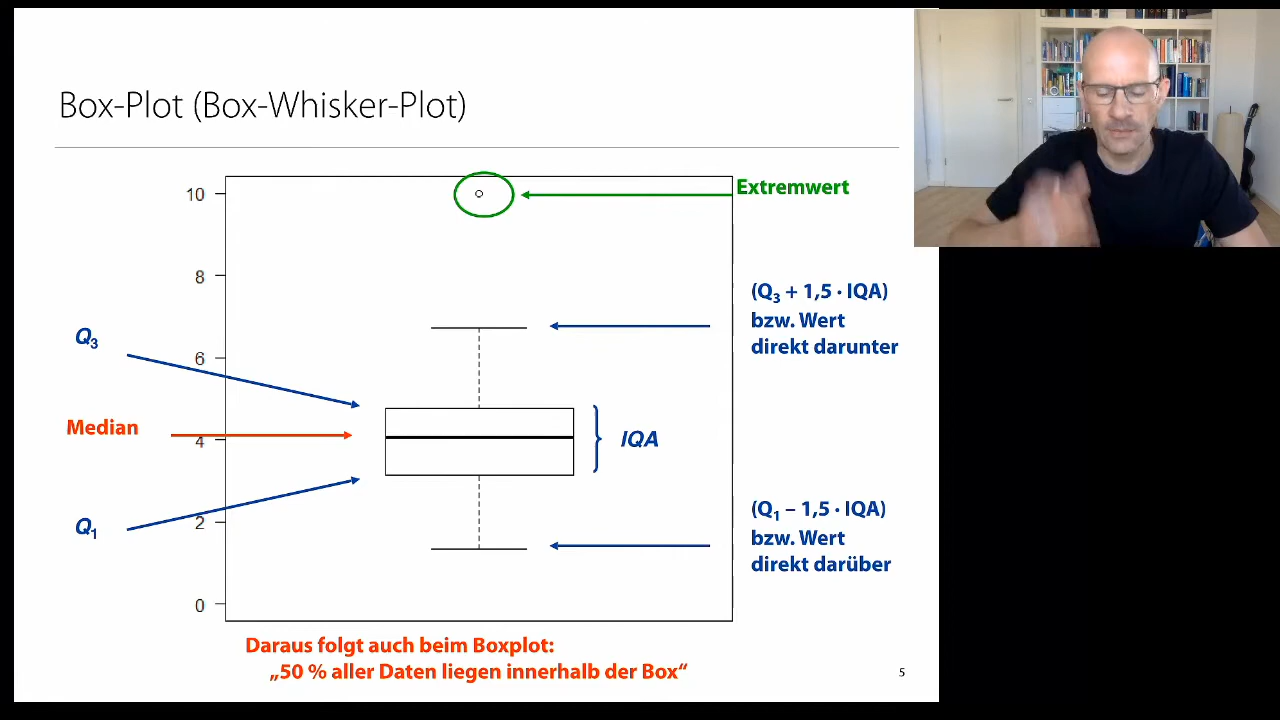 Box-Plot (Box-Whisker-Plot)
10
8
6
4
2
0
Extremwert
(Q3 + 1,5 · IQA)
bzw. Wert
direkt darunter
Q3
Median
IQA
Q1
(Q1 – 1,5 · IQA)
bzw. Wert
direkt darüber
Daraus folgt auch beim Boxplot:
„50 % aller Daten liegen innerhalb der Box“
5